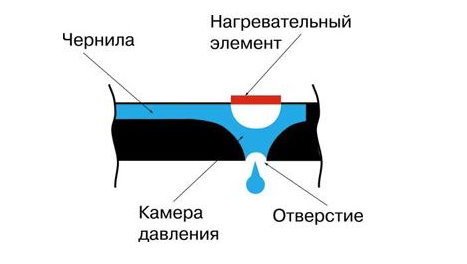 Нагревательный
элемент
Чернила
Камера
давления
Отверстие